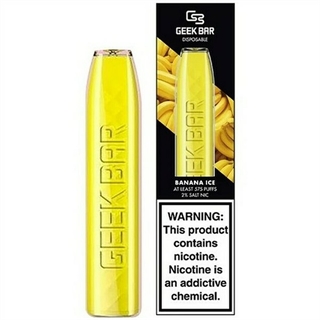 GS
GEEK BAR
DISPOSABLE
GEEK BAR
BANANA ICE
AT LEAST 575 PUFFS
2% SALT NIC
WARNING:
This product
contains
nicotine.
Nicotine is
an addictive
chemical.
GEEK BAR